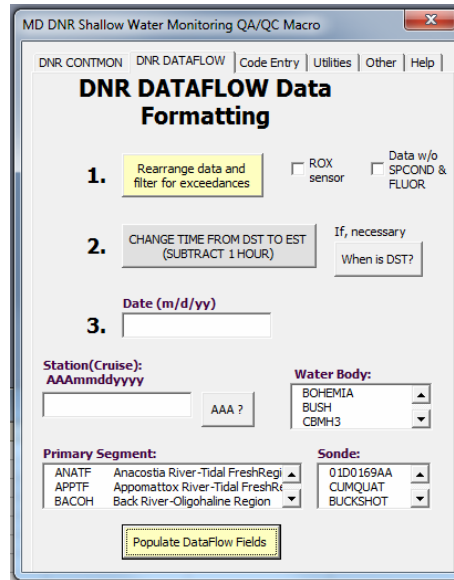 MD DNR Shallow Water Monitoring QA/QC Macro
DNR CONTMON DNR DATAFLOW Code Entry Utilities Other Help
DNR DATAFLOW Data
Formatting
1.
Rearrange data and
filter for exceedances
ROX
sensor
Data w/o
SPCOND &
FLUOR
2.
CHANGE TIME FROM DST TO EST
(SUBTRACT 1 HOUR)
If, necessary
When is DST?
Date (m/d/yy)
3.
Station(Cruise):
AAAmmddyyyy
AAA ?
Water Body:
BOHEMIA
BUSH
CBMH3
Primary Segment:
ANATF Anacostia River-Tidal FreshRegi
APPTF Appomattox River-Tidal FreshRe
BACOH Back River-Oligohaline Region
Sonde:
01D0169AA
CUMQUAT
BUCKSHOT
Populate DataFlow Fields